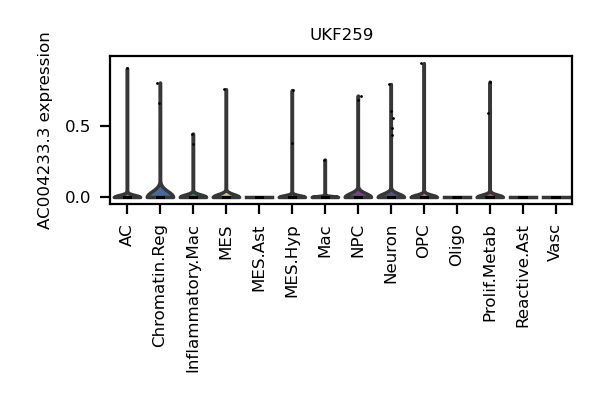 UKF259
AC004233.3 expression
0.5
0.0
AC
Chromatin.Reg
Inflammatory.Mac
MES
MES.Ast
MES.Hyp
Mac
NPC
Neuron
OPC
Oligo
Prolif.Metab
Reactive.Ast
Vasc